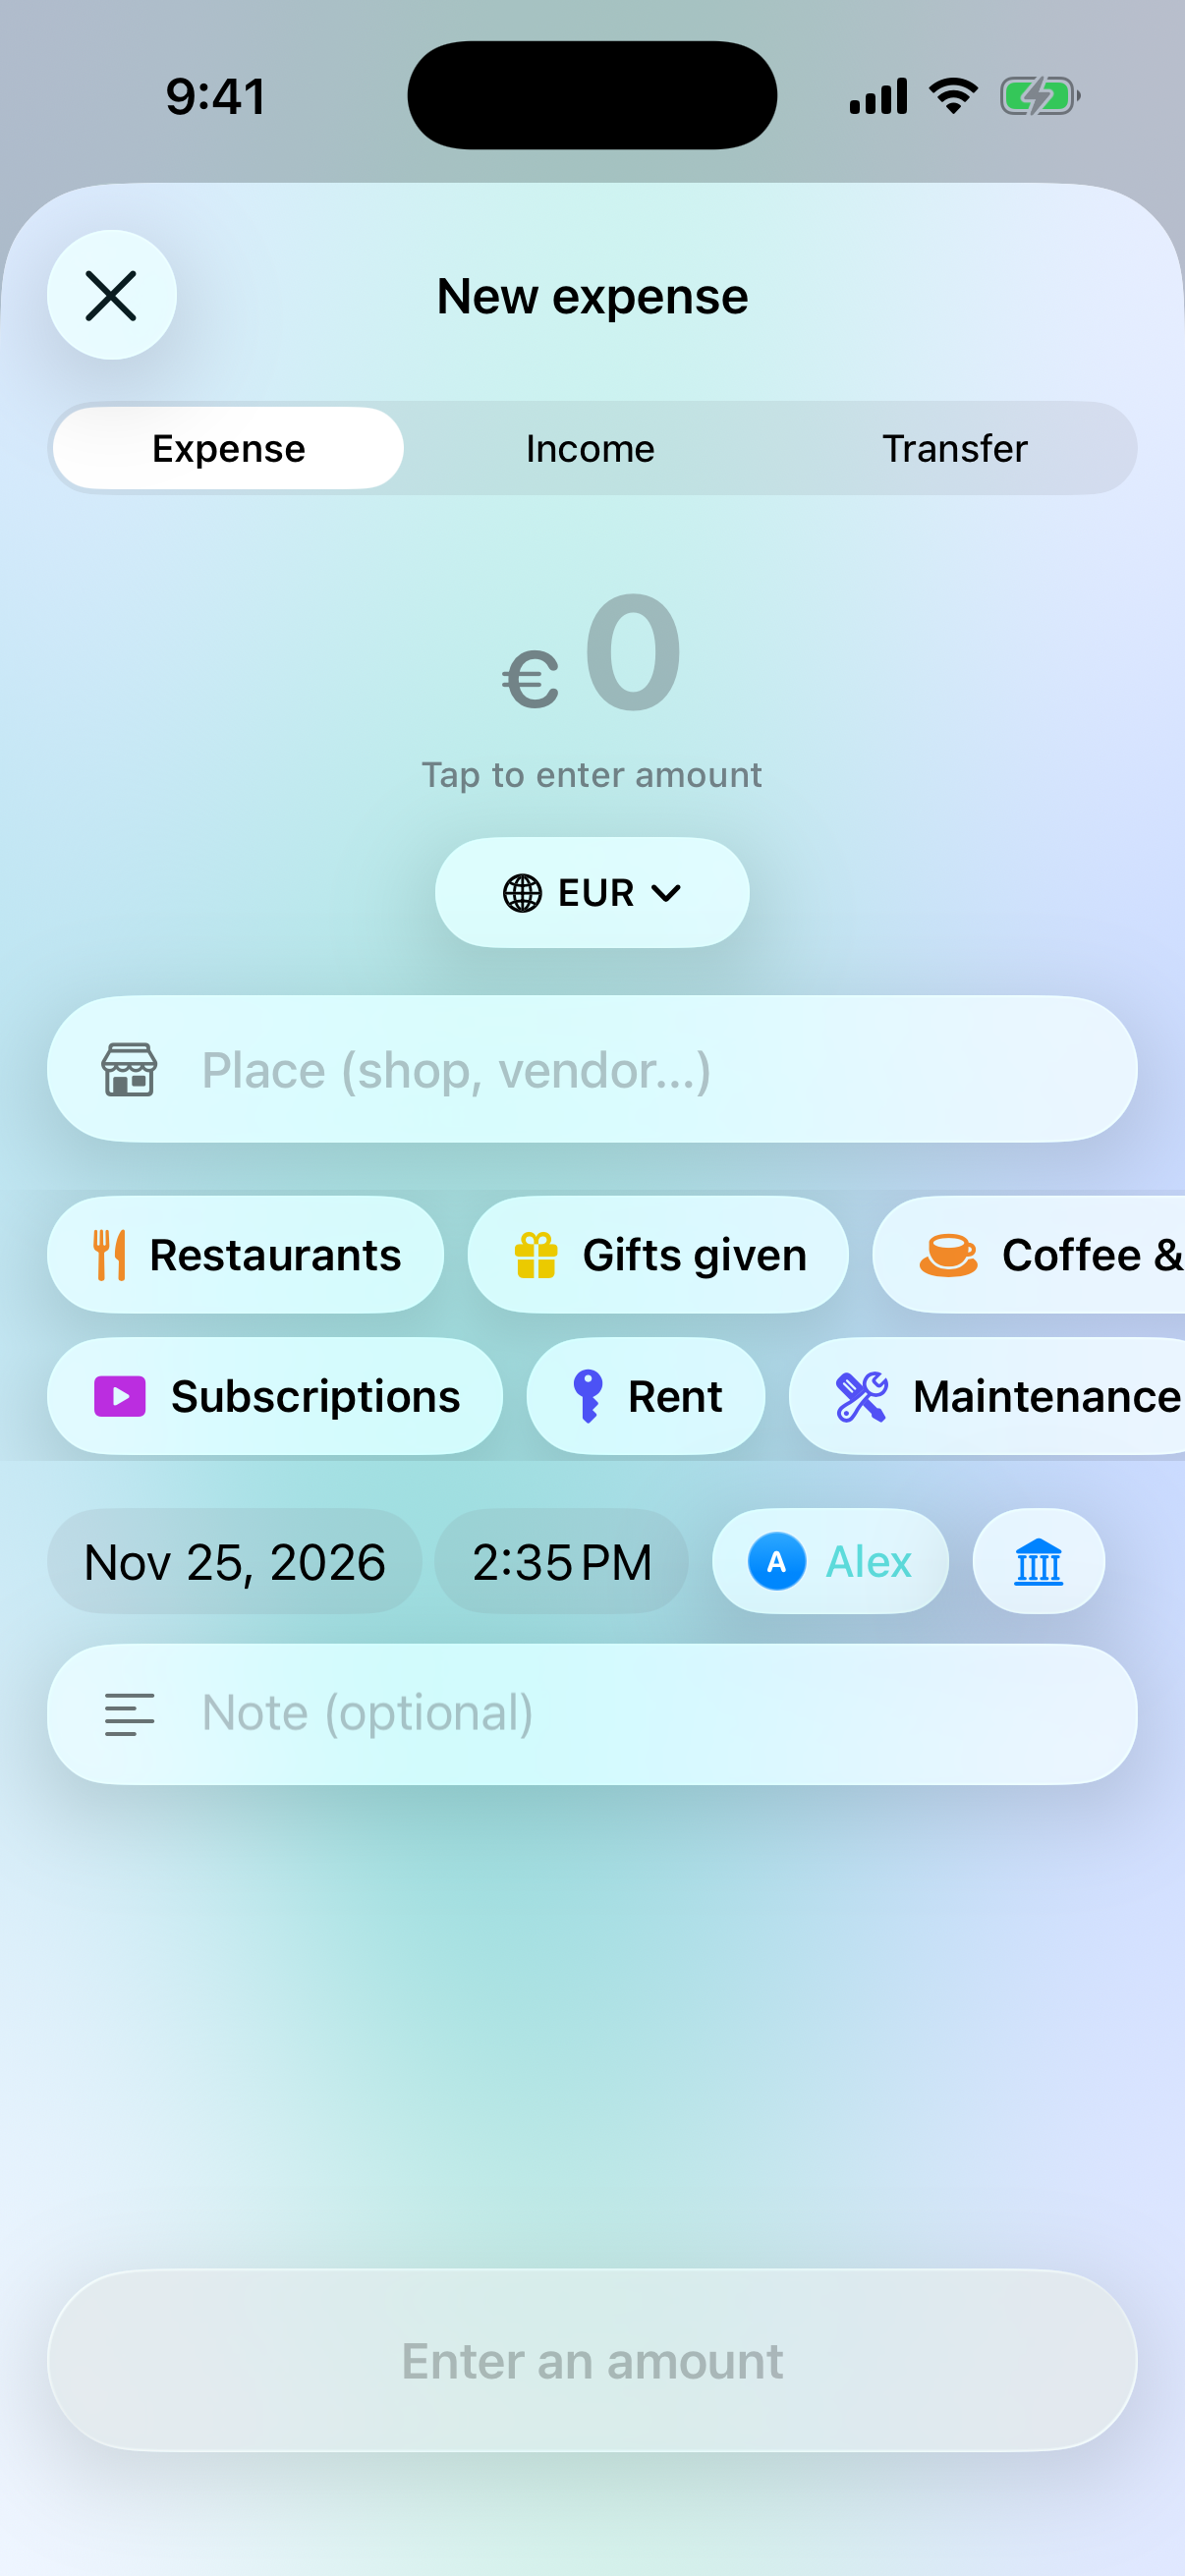 9:41
New expense
Expense Income Transfer
€ 0
Tap to enter amount
EUR
Place (shop, vendor...)
Restaurants Gifts given Coffee &
Subscriptions Rent Maintenance
Nov 25, 2026 2:35 PM A Alex
Note (optional)
Enter an amount